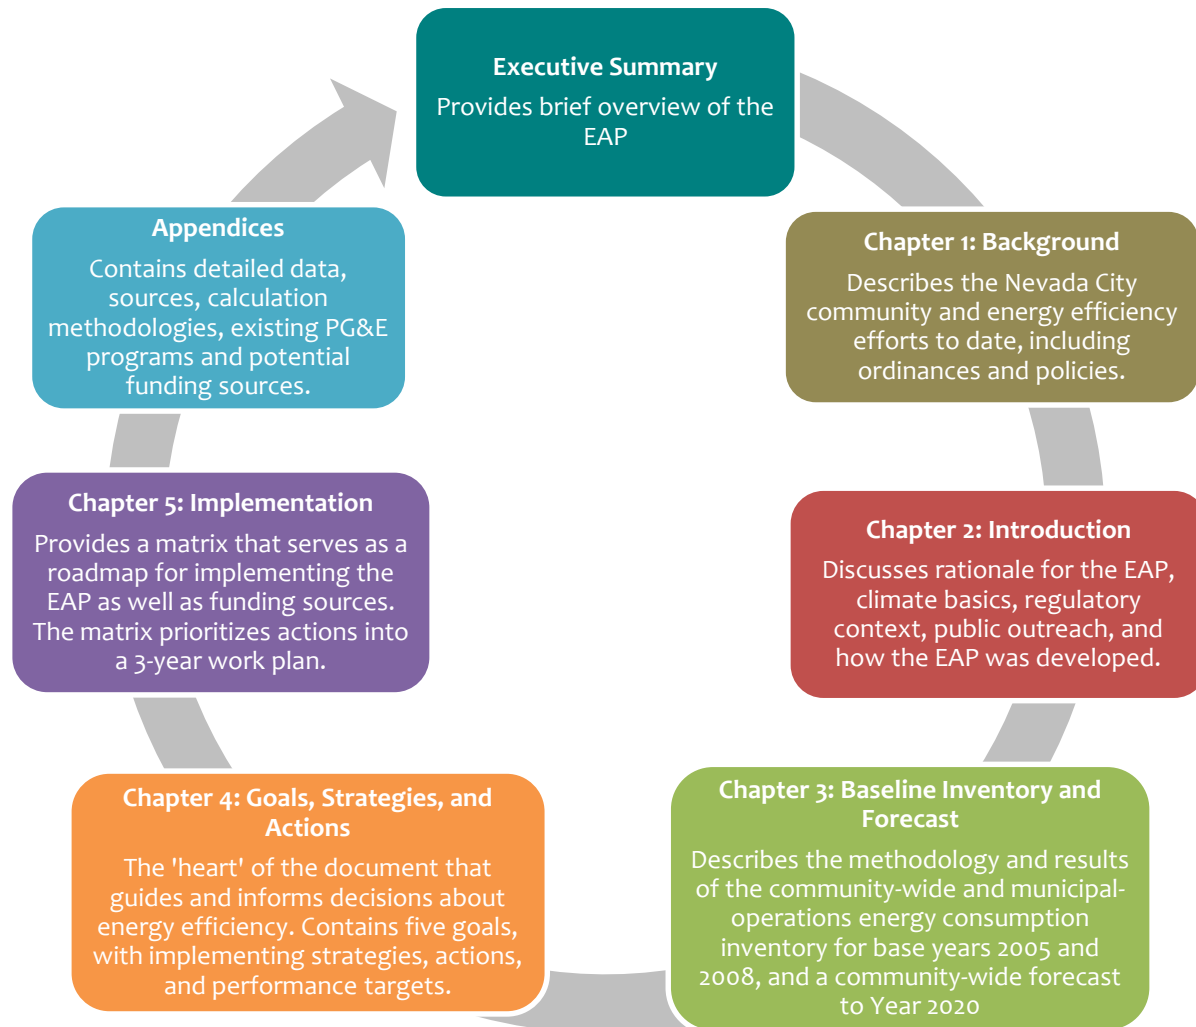 Executive Summary
Provides brief overview of the
EAP
Chapter 1: Background
Describes the Nevada City
community and energy efficiency
efforts to date, including
ordinances and policies.
Chapter 2: Introduction
Discusses rationale for the EAP,
climate basics, regulatory
context, public outreach, and
how the EAP was developed.
Chapter 3: Baseline Inventory and
Forecast
Describes the methodology and results
of the community-wide and municipal-
operations energy consumption
inventory for base years 2005 and
2008, and a community-wide forecast
to Year 2020
Chapter 4: Goals, Strategies, and
Actions
The 'heart' of the document that
guides and informs decisions about
energy efficiency. Contains five goals,
with implementing strategies, actions,
and performance targets.
Chapter 5: Implementation
Provides a matrix that serves as a
roadmap for implementing the
EAP as well as funding sources.
The matrix prioritizes actions into
a 3-year work plan.
Appendices
Contains detailed data,
sources, calculation
methodologies, existing PG&E
programs and potential
funding sources.